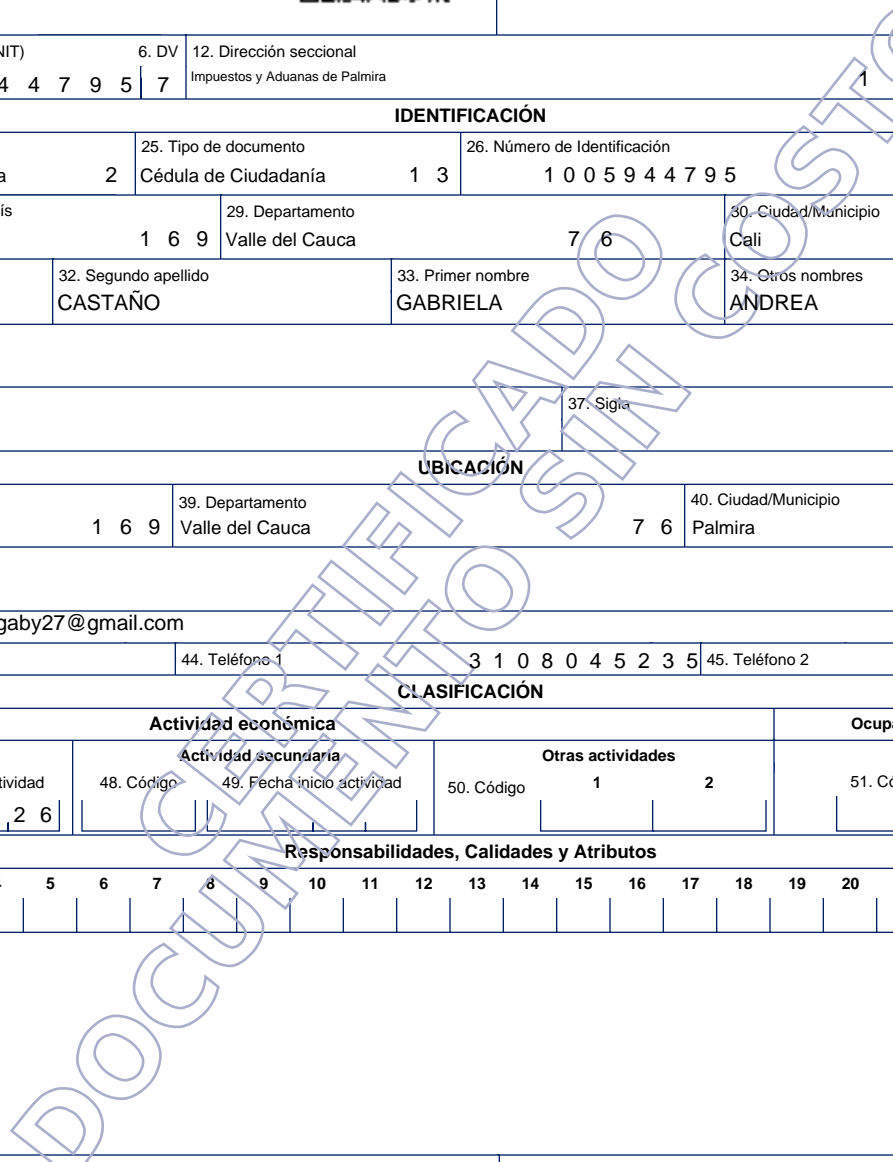 NIT) 6. DV 12. Dirección seccional
4 4 7 9 5 7 Impuestos y Aduanas de Palmira 1
IDENTIFICACIÓN
25. Tipo de documento 26. Número de Identificación
a 2 Cédula de Ciudadanía 1 3 1 0 0 5 9 4 4 7 9 5
ís 29. Departamento 30. Ciudad/Municipio
1 6 9 Valle del Cauca 7 6 Cali
32. Segundo apellido 33. Primer nombre 34. Otros nombres
CASTAÑO GABRIELA ANDREA
37. Sigla
UBICACIÓN
39. Departamento 40. Ciudad/Municipio
1 6 9 Valle del Cauca 7 6 Palmira
gaby27@gmail.com
44. Teléfono 1 3 1 0 8 0 4 5 2 3 5 45. Teléfono 2
CLASIFICACIÓN
Actividad económica Ocupa
Actividad secundaria Otras actividades
tividad 48. Código 49. Fecha inicio actividad 50. Código 1 2 51. Có
2 6
Responsabilidades, Calidades y Atributos
5 6 7 8 9 10 11 12 13 14 15 16 17 18 19 20
CERTIFICADO
DOCUMENTO SIN COSTO